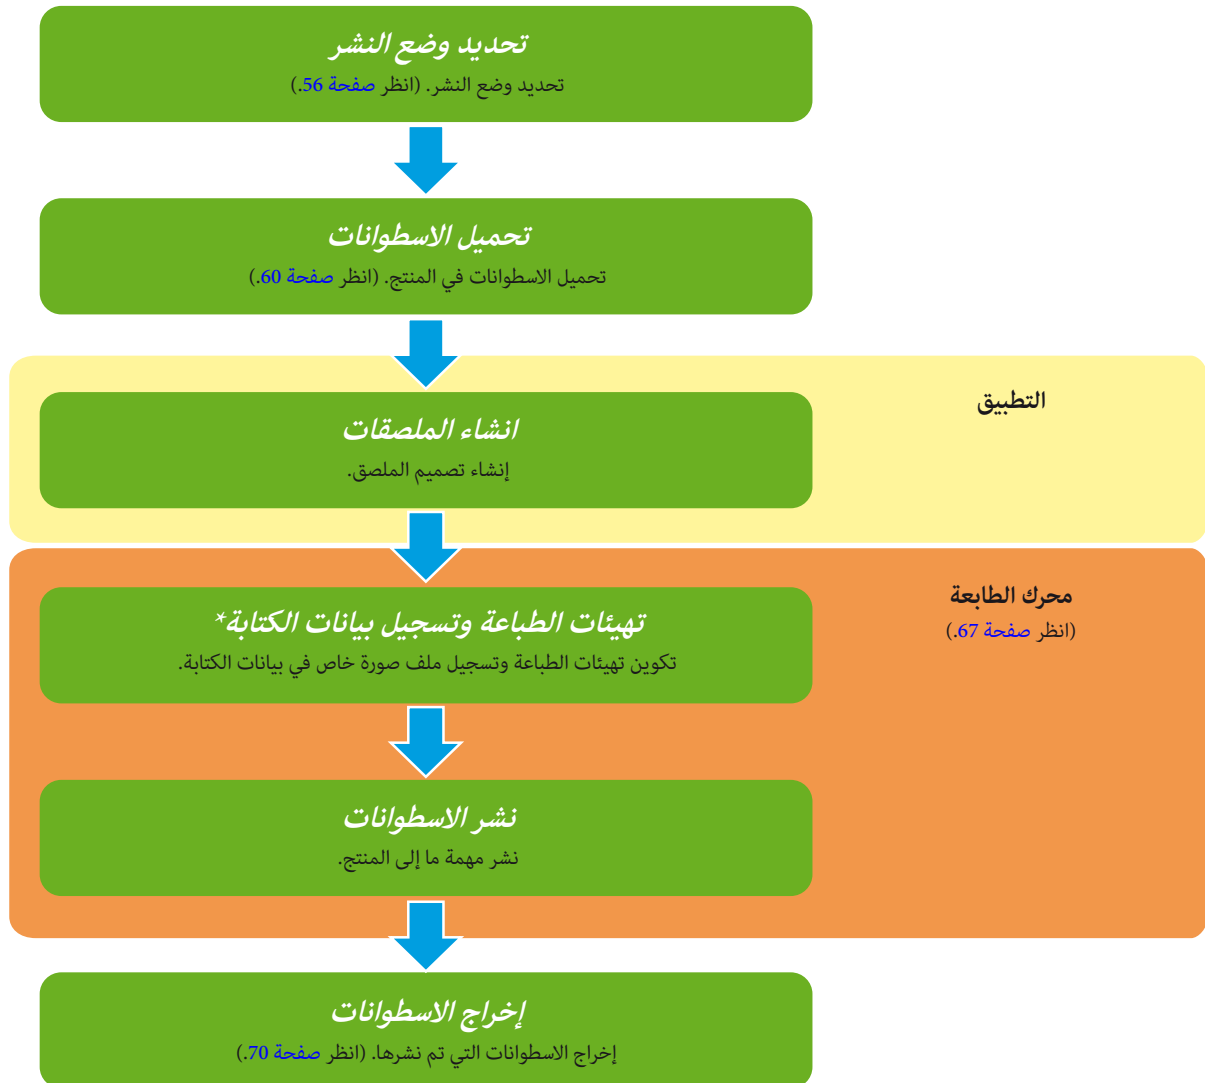 تحديد وضع النشر
تحديد وضع النشر. (انظر صفحة 56.)
تحميل الاسطوانات
تحميل الاسطوانات في المنتج. (انظر صفحة 60.)
التطبيق
انشاء الملصقات
إنشاء تصميم الملصق.
محرك الطابعة
(انظر صفحة 67.)
تهيئات الطباعة وتسجيل بيانات الكتابة*
تكوين تهيئات الطباعة وتسجيل ملف صورة خاص في بيانات الكتابة.
نشر الاسطوانات
نشر مهمة ما إلى المنتج.
إخراج الاسطوانات
إخراج الاسطوانات التي تم نشرها. (انظر صفحة 70.)